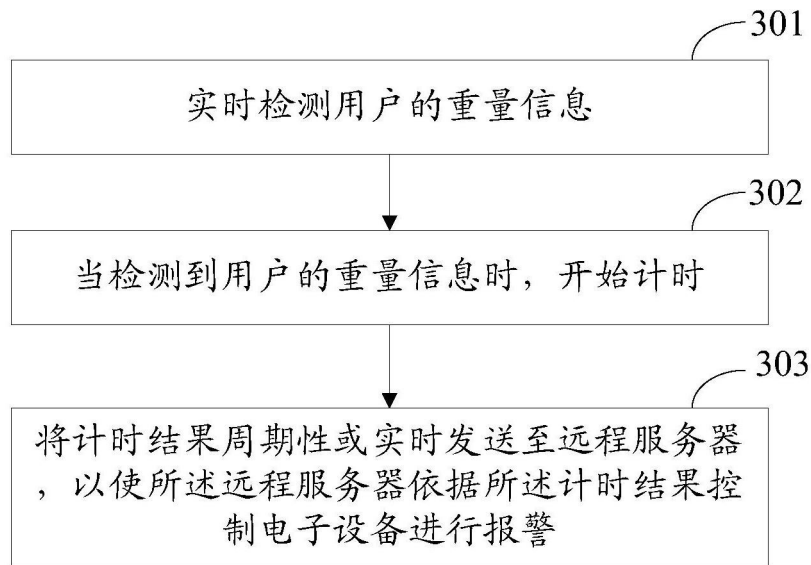 301
实时检测用户的重量信息
302
当检测到用户的重量信息时，开始计时
303
将计时结果周期性或实时发送至远程服务器
，以使所述远程服务器依据所述计时结果控
制电子设备进行报警